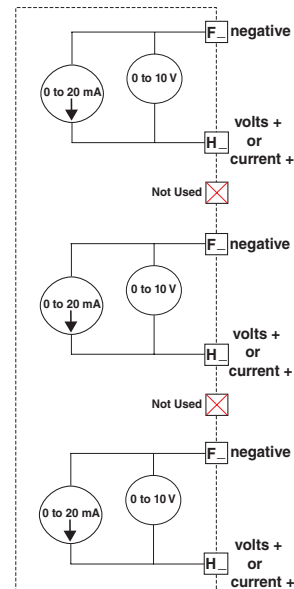 F_ negative
0 to 20 mA
0 to 10 V
H_
volts +
or
current +
Not Used
F_ negative
0 to 20 mA
0 to 10 V
H_
volts +
or
current +
Not Used
F_ negative
0 to 20 mA
0 to 10 V
H_
volts +
or
current +